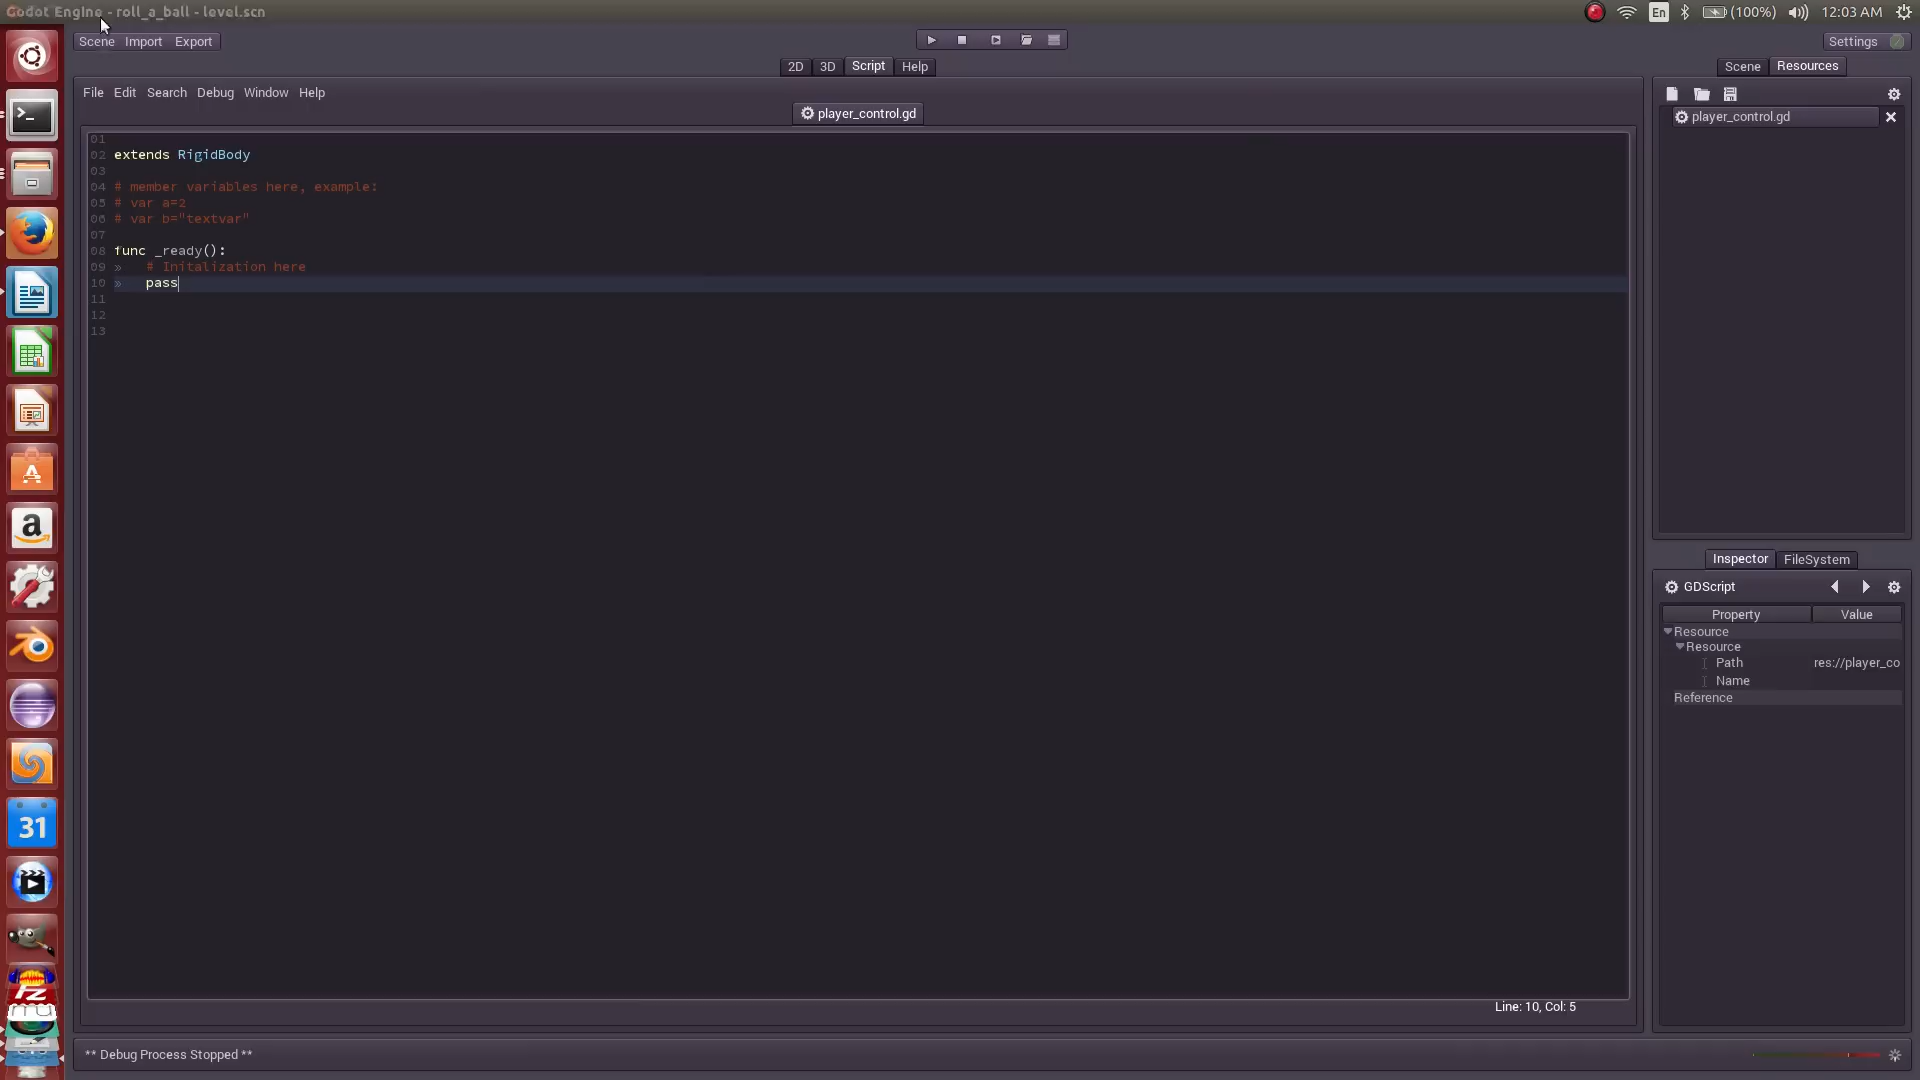 Godot Engine - roll_a_ball - level.scn
En (100%) 12:03 AM
Scene Import Export
Settings
2D 3D Script Help
Scene Resources
File Edit Search Debug Window Help
player_control.gd
player_control.gd
01
02 extends RigidBody
03
04 # member variables here, example:
05 # var a=2
06 # var b="textvar"
07
08 func _ready():
09 » # Initalization here
10 » pass
11
12
13
Inspector FileSystem
GDScript
Property Value
Resource
Resource
Path res://player_co
Name
Reference
a
31
Fz
Line: 10, Col: 5
** Debug Process Stopped **